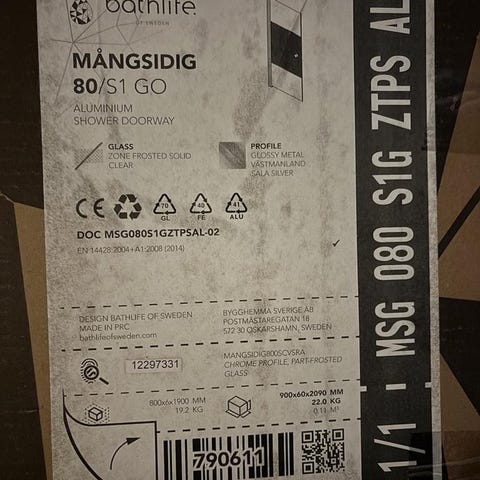 bathlife.
OF SWEDEN
MÅNGSIDIG
80/S1 GO
ALUMINIUM
SHOWER DOORWAY
GLASS
ZONE FROSTED SOLID
CLEAR
PROFILE
GLOSSY METAL
VÄSTMANLAND
SALA SILVER
CE
70
GL
40
FE
41
ALU
DOC MSG080S1GZTPSAL-02
EN 14428:2004+A1:2008 (2014)
DESIGN BATHLIFE OF SWEDEN
MADE IN PRC
bathlifeofsweden.com
BYGGHEMMA SVERIGE AB
POSTMÄSTAREGATAN 18
572 30 OSKARSHAMN, SWEDEN
12297331
MANGSIDIG800SCVSRA
CHROME PROFILE, PART-FROSTED
GLASS
800x6x1900 MM
19.2 KG
900x60x2090 MM
22.0 KG
0.11 M³
790611
1/1 | MSG 080 S1G ZTPS AL